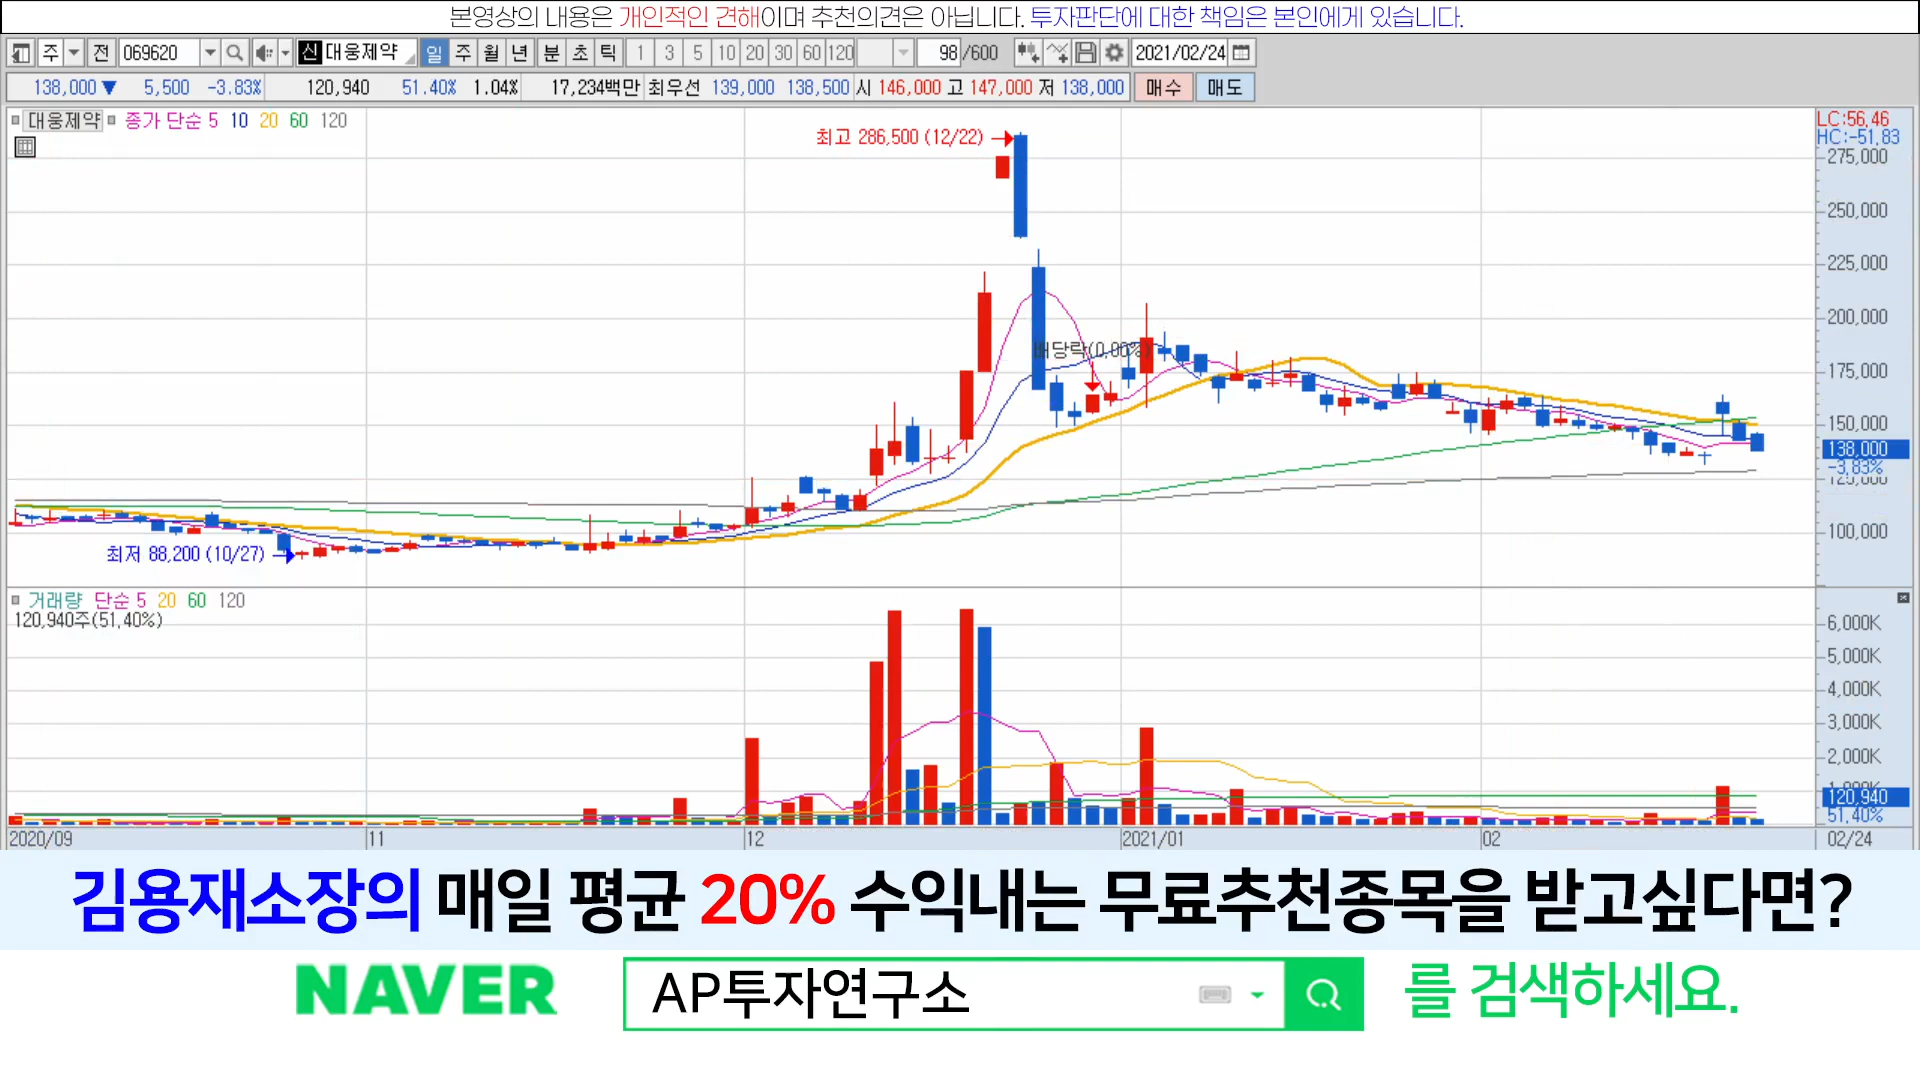 본영상의 내용은 개인적인 견해이며 추천의견은 아닙니다. 투자판단에 대한 책임은 본인에게 있습니다.
주 전 069620 신 대웅제약 일 주 월 년 분 초 틱 1 3 5 10 20 30 60 120 98 /600 2021/02/24
138,000 ▼ 5,500 -3.83% 120,940 51.40% 1.04% 17,234백만 최우선 139,000 138,500 시 146,000 고 147,000 저 138,000 매수 매도
대웅제약 종가 단순 5 10 20 60 120
LC:56.46
HC:-51.83
최고 286,500 (12/22)
275,000
250,000
225,000
200,000
배당락(0.00%)
175,000
150,000
138,000
-3.83%
125,000
100,000
최저 88,200 (10/27)
거래량 단순 5 20 60 120
120,940주(51.40%)
6,000K
5,000K
4,000K
3,000K
2,000K
1,000K
120,940
51.40%
2020/09 11 12 2021/01 02 02/24
김용재소장의 매일 평균 20% 수익내는 무료추천종목을 받고싶다면?
NAVER AP투자연구소 를 검색하세요.